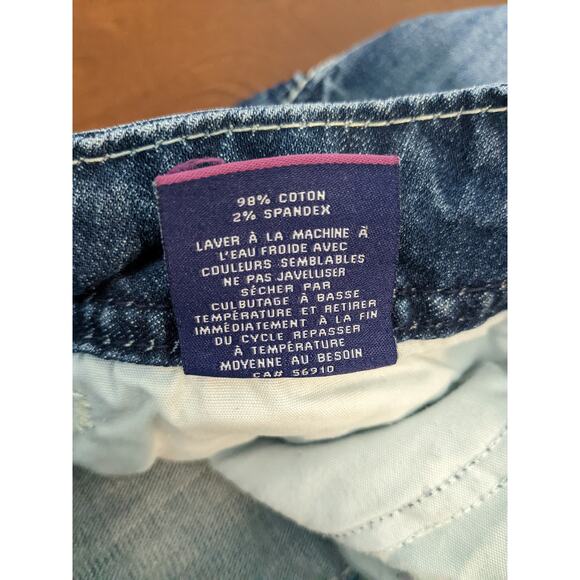 98% COTON
2% SPANDEX
LAVER À LA MACHINE À
L'EAU FROIDE AVEC
COULEURS SEMBLABLES
NE PAS JAVELLISER
SÉCHER PAR
CULBUTAGE À BASSE
TEMPÉRATURE ET RETIRER
IMMÉDIATEMENT À LA FIN
DU CYCLE REPASSER
À TEMPÉRATURE
MOYENNE AU BESOIN
CA# 56910